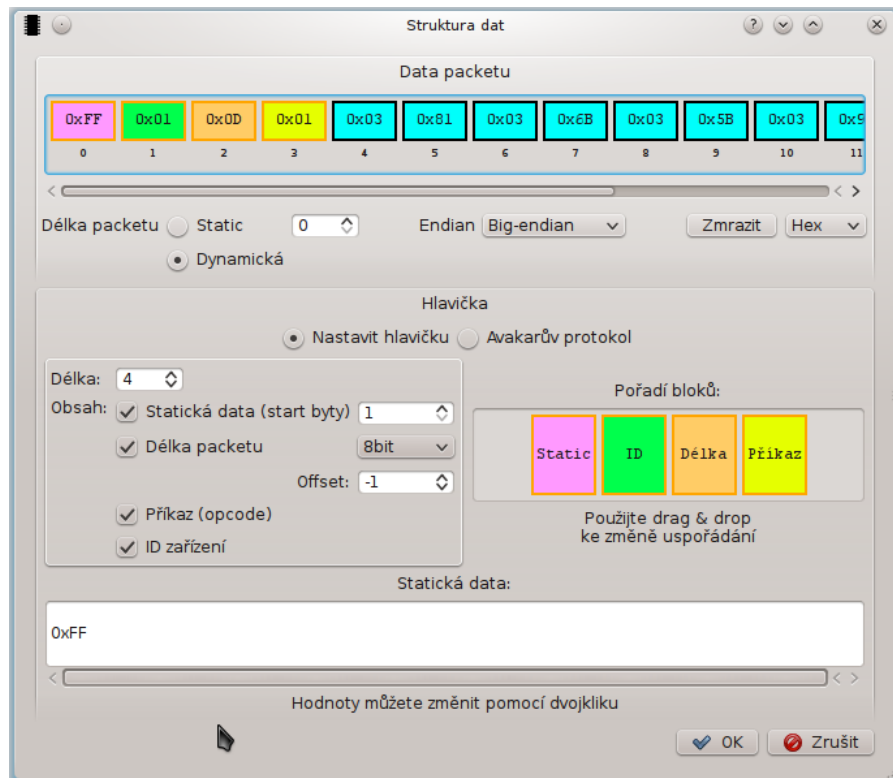 Struktura dat
Data packetu
0xFF 0x01 0x0D 0x01 0x03 0x81 0x03 0x6B 0x03 0x5B 0x03 0x9
0 1 2 3 4 5 6 7 8 9 10 11
Délka packetu Static 0 Endian Big-endian Zmrazit Hex
Dynamická
Hlavička
Nastavit hlavičku Avakarův protokol
Délka: 4
Obsah: Statická data (start byty) 1
Délka packetu 8bit
Offset: -1
Příkaz (opcode)
ID zařízení
Pořadí bloků:
Static ID Délka Příkaz
Použijte drag & drop
ke změně uspořádání
Statická data:
0xFF
Hodnoty můžete změnit pomocí dvojkliku
OK Zrušit